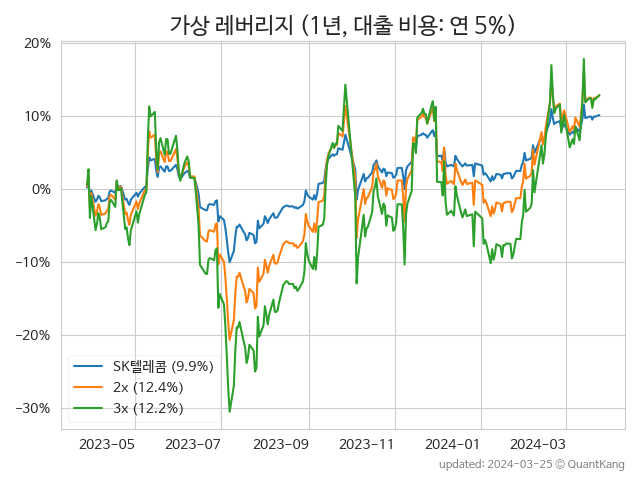 가상 레버리지 (1년, 대출 비용: 연 5%)
20%
10%
0%
−10%
−20%
−30%
SK텔레콤 (9.9%)
2x (12.4%)
3x (12.2%)
2023−05 2023−07 2023−09 2023−11 2024−01 2024−03
updated: 2024−03−25 © QuantKang